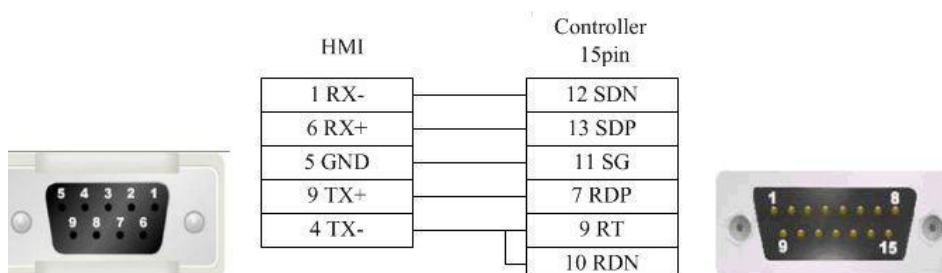 HMI
Controller
15pin
1 RX-
12 SDN
6 RX+
13 SDP
5 GND
11 SG
9 TX+
7 RDP
4 TX-
9 RT
10 RDN
5 4 3 2 1
9 8 7 6
1 8
9 15